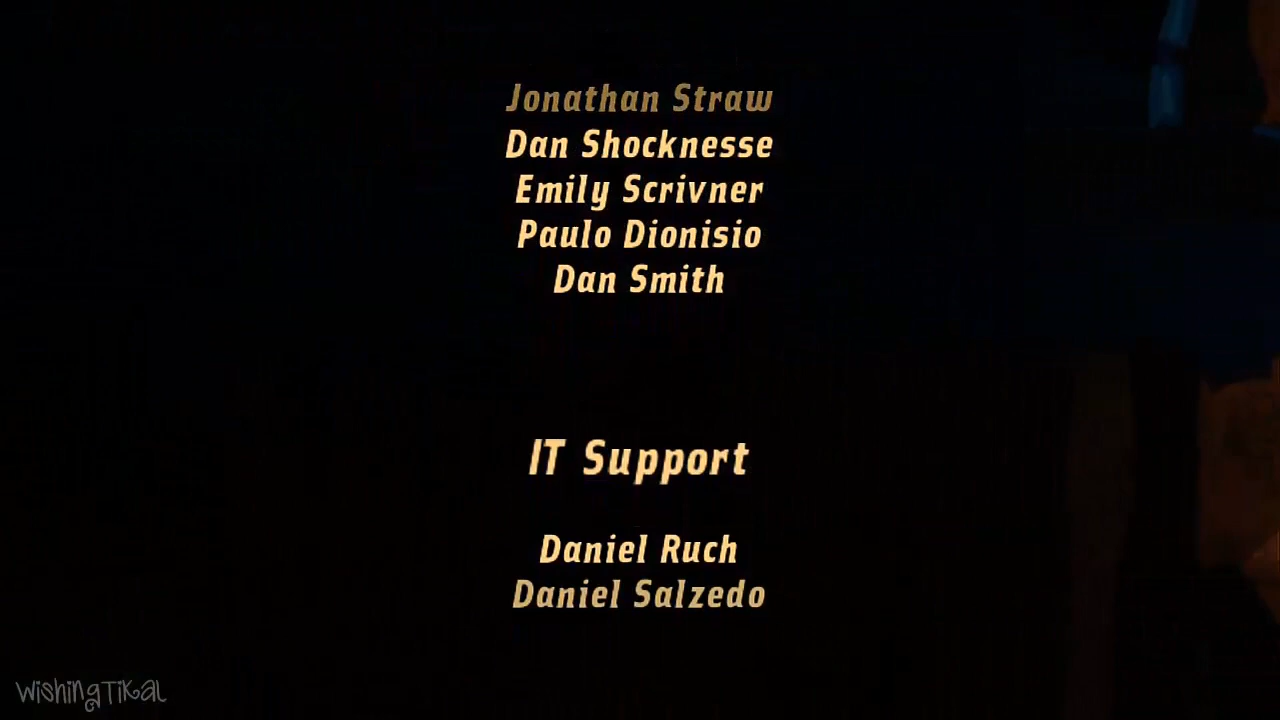 Jonathan Straw
Dan Shocknesse
Emily Scrivner
Paulo Dionisio
Dan Smith
IT Support
Daniel Ruch
Daniel Salzedo
WishingTikal